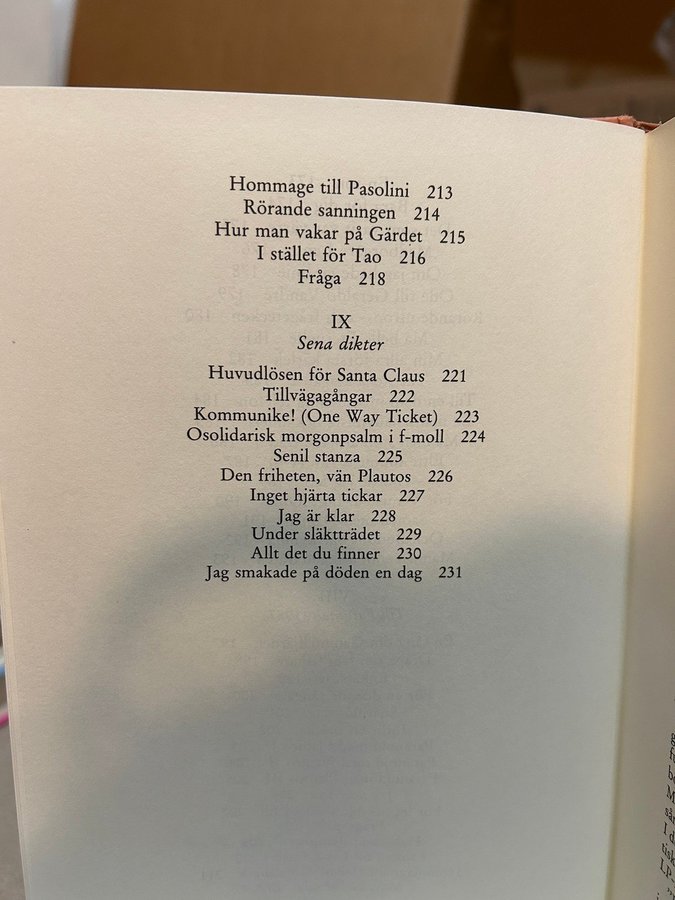 Hommage till Pasolini 213
Rörande sanningen 214
Hur man vakar på Gärdet 215
I stället för Tao 216
Fråga 218
IX
Sena dikter
Huvudlösen för Santa Claus 221
Tillvägagångar 222
Kommunike! (One Way Ticket) 223
Osolidarisk morgonpsalm i f-moll 224
Senil stanza 225
Den friheten, vän Plautos 226
Inget hjärta tickar 227
Jag är klar 228
Under släktträdet 229
Allt det du finner 230
Jag smakade på döden en dag 231